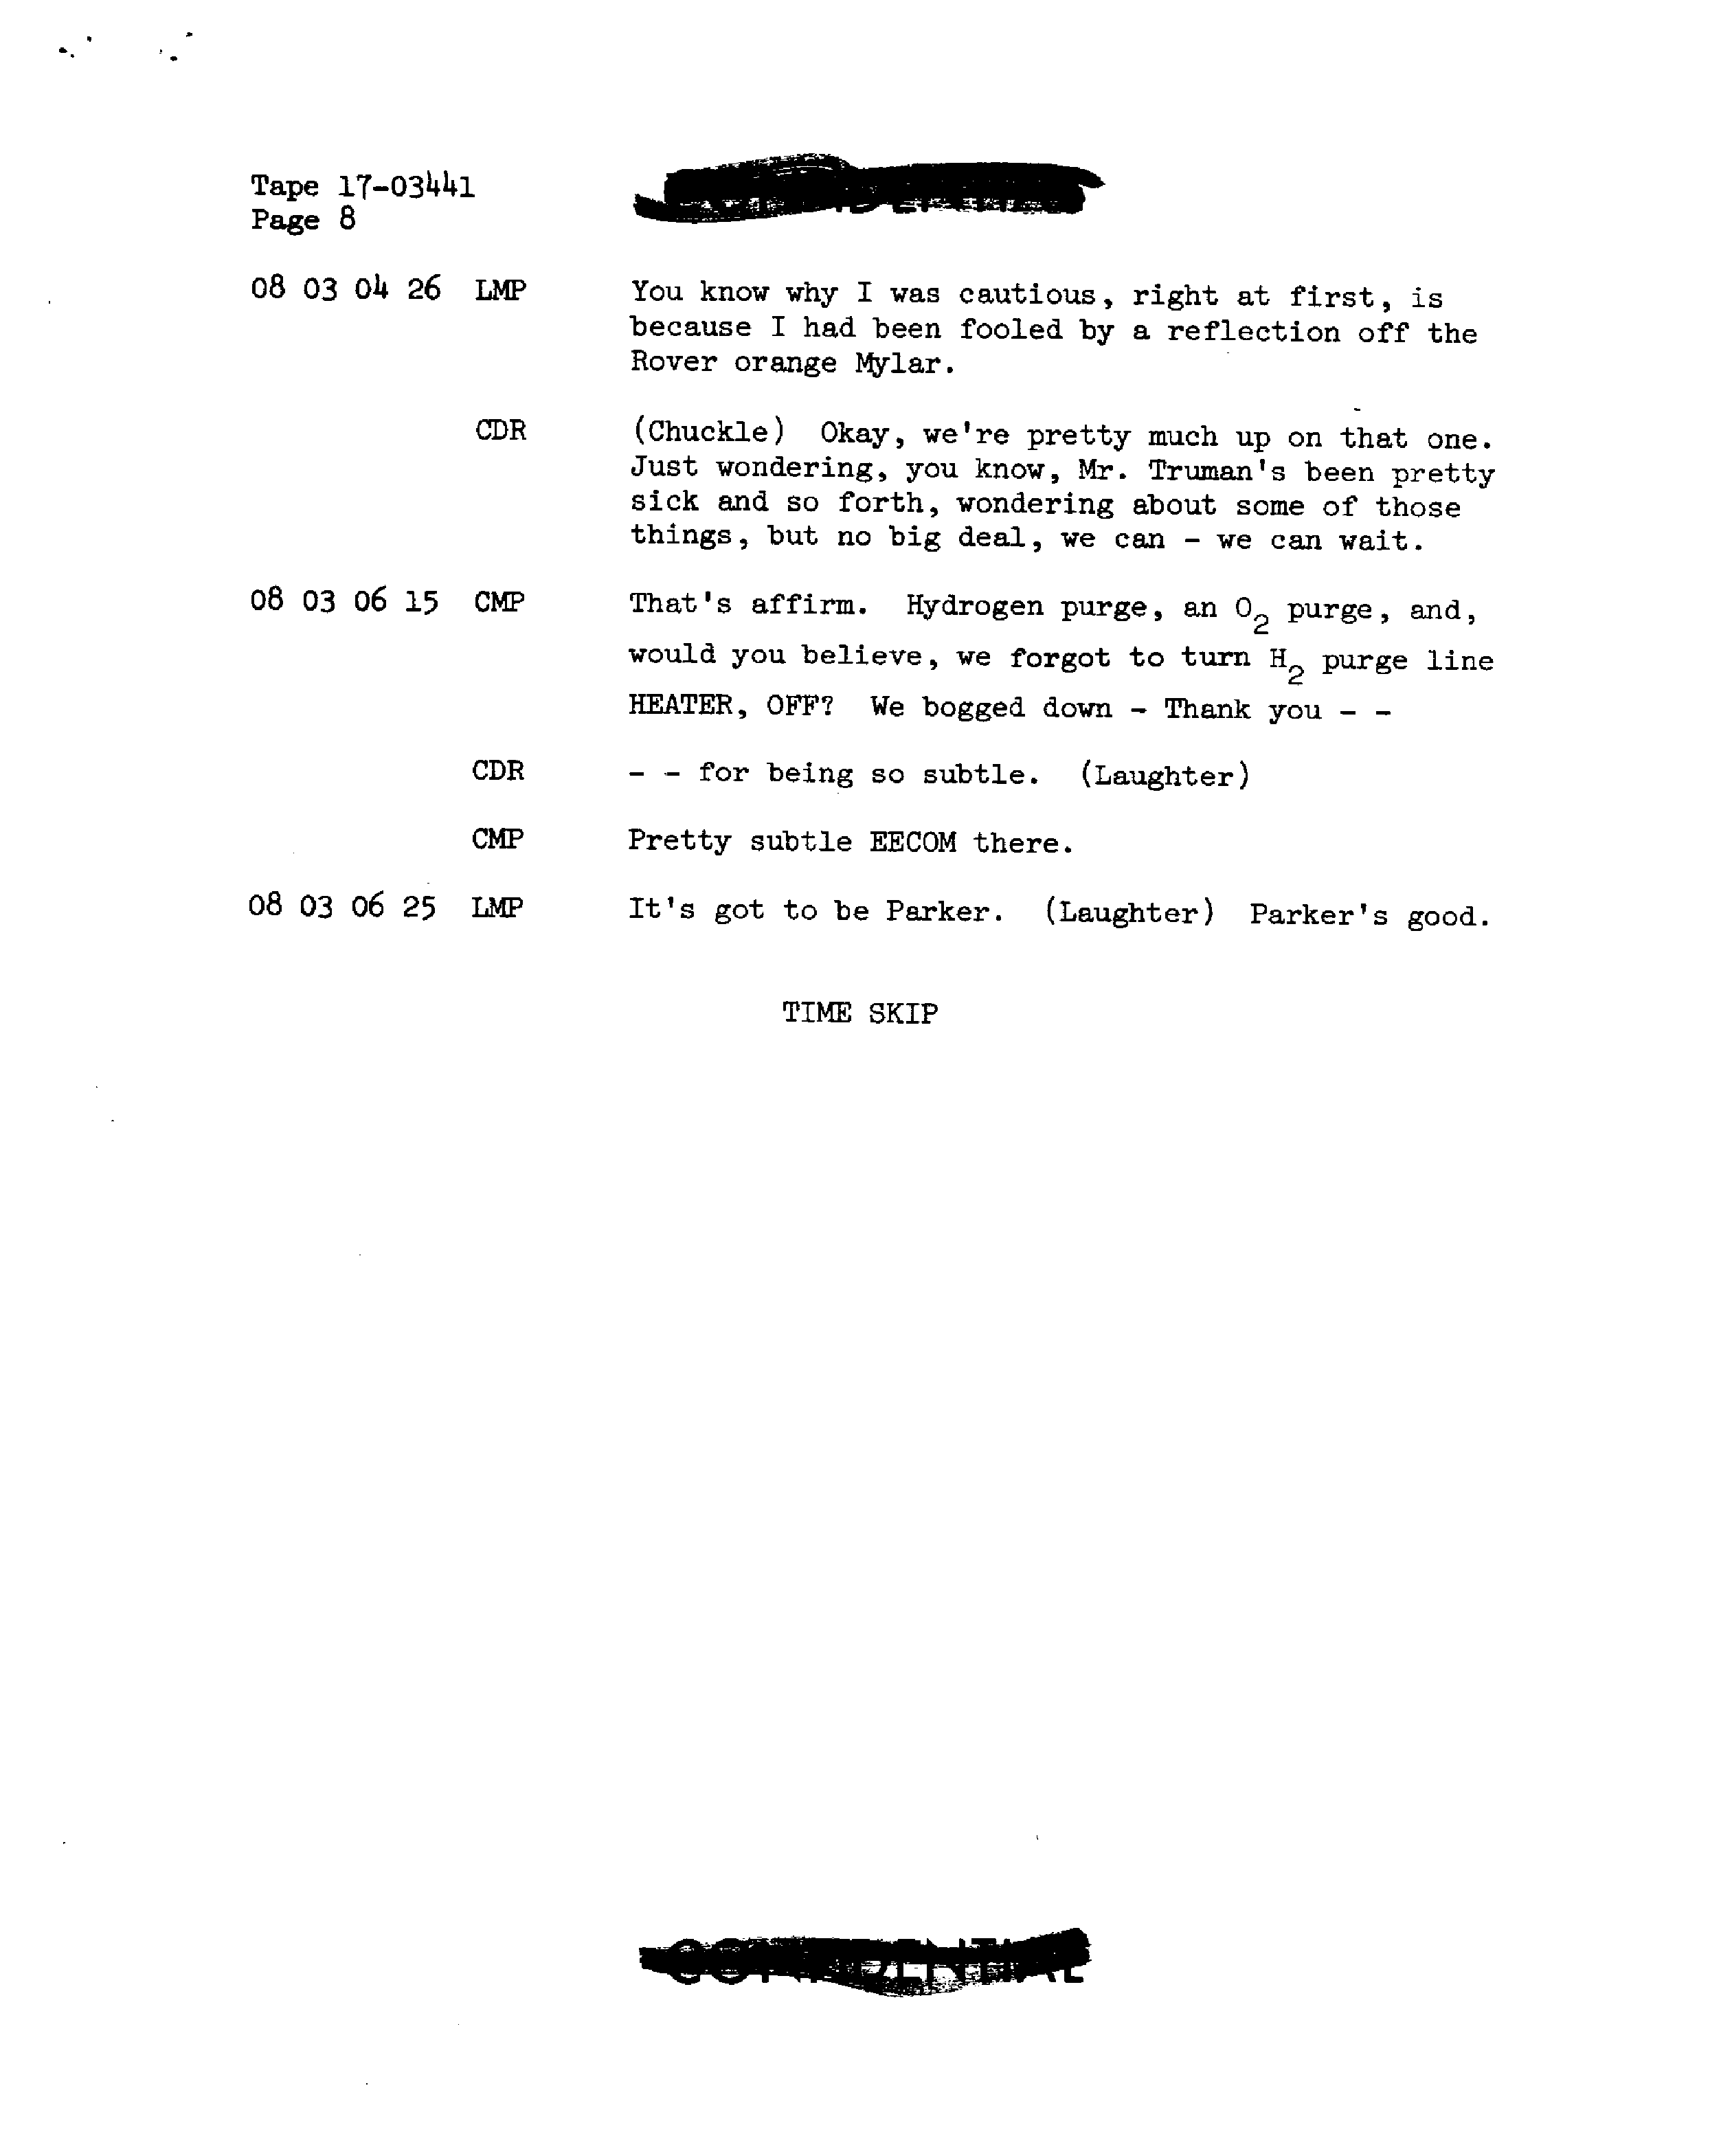 Tape 17-03441
Page 8
08 03 04 26 LMP You know why I was cautious, right at first, is
because I had been fooled by a reflection off the
Rover orange Mylar.
CDR (Chuckle) Okay, we're pretty much up on that one.
Just wondering, you know, Mr. Truman's been pretty
sick and so forth, wondering about some of those
things, but no big deal, we can - we can wait.
08 03 06 15 CMP That's affirm. Hydrogen purge, an O2 purge, and,
would you believe, we forgot to turn H2 purge line
HEATER, OFF? We bogged down - Thank you - -
CDR - - for being so subtle. (Laughter)
CMP Pretty subtle EECOM there.
08 03 06 25 LMP It's got to be Parker. (Laughter) Parker's good.
TIME SKIP
CONFIDENTIAL